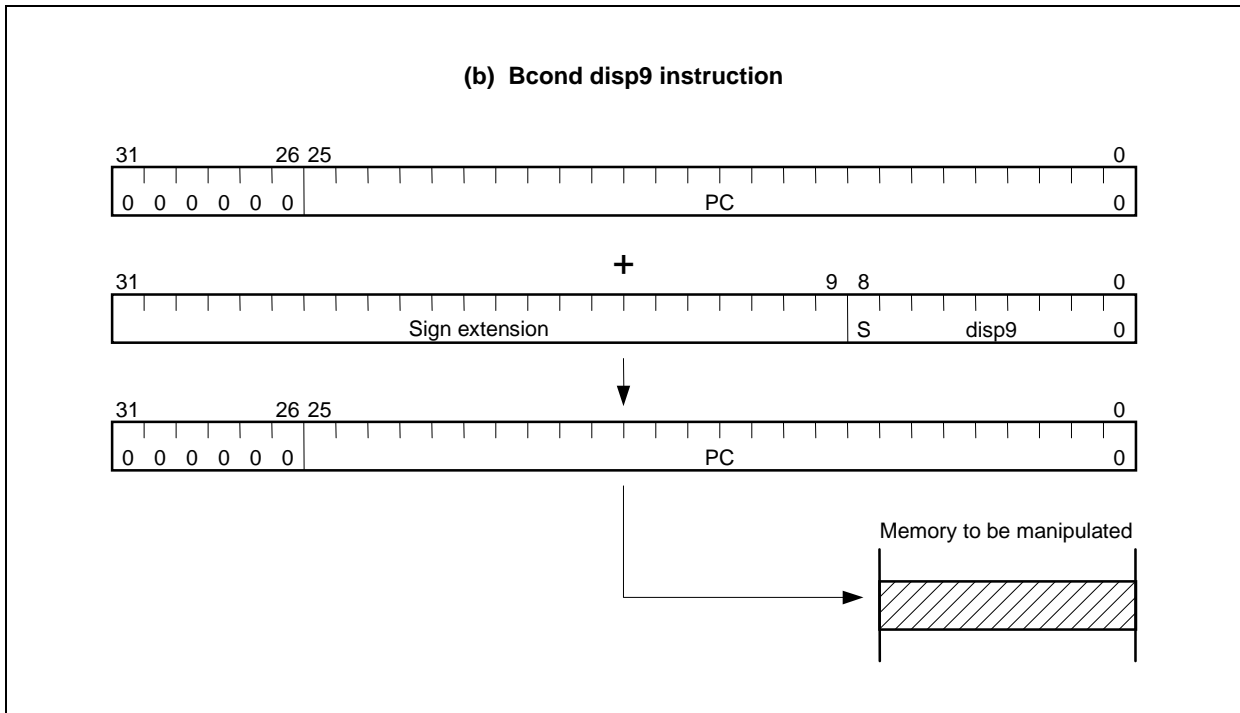 (b) Bcond disp9 instruction
31 26 25 0
0 0 0 0 0 0 PC 0
+
31 9 8 0
Sign extension S disp9 0
31 26 25 0
0 0 0 0 0 0 PC 0
Memory to be manipulated